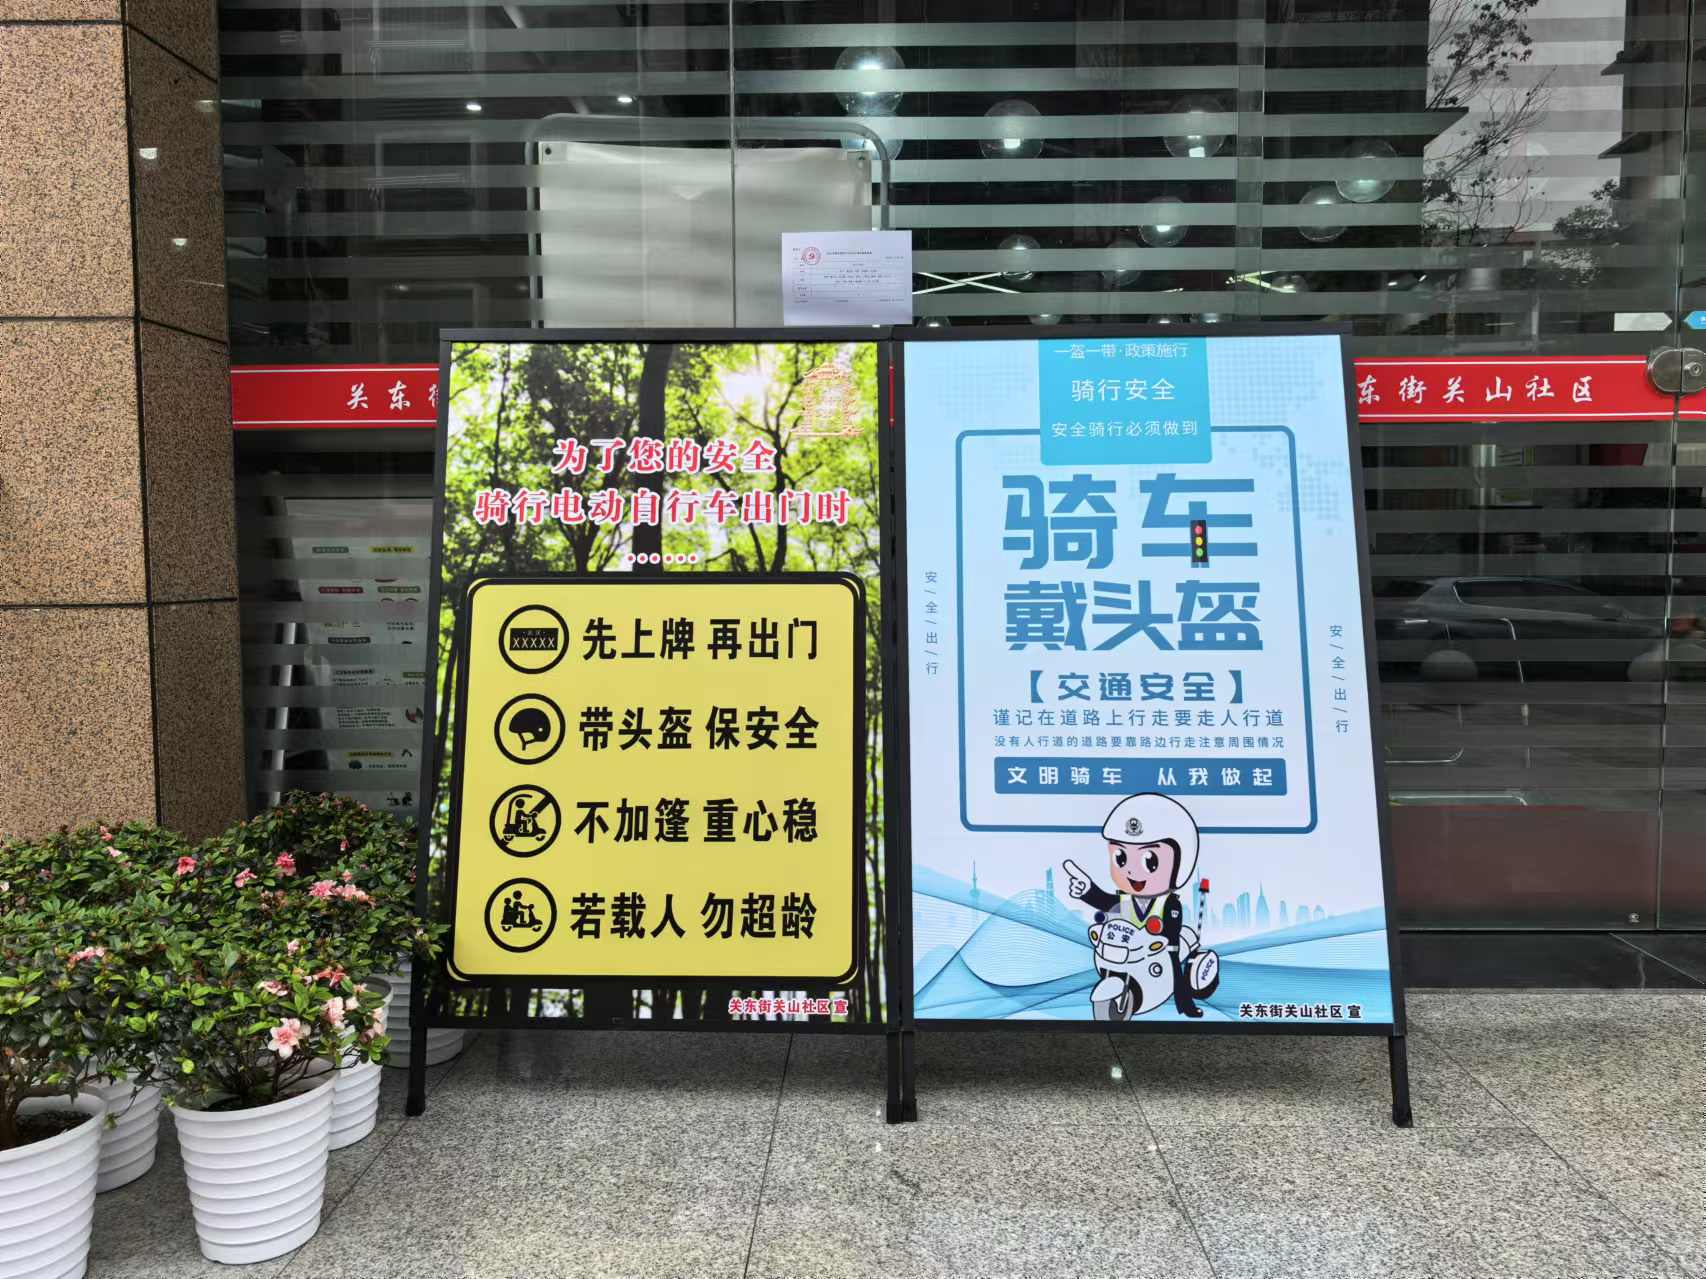 关东街
为了您的安全
骑行电动自行车出门时
……
XXXXX
先上牌 再出门
带头盔 保安全
不加篷 重心稳
若载人 勿超龄
关东街关山社区 宣
一盔一带·政策施行
骑行安全
安全骑行必须做到
骑车
戴头盔
【交通安全】
谨记在道路上行走要走人行道
没有人行道的道路要靠路边行走注意周围情况
文明骑车 从我做起
安/全/出/行
安/全/出/行
POLICE
公安
POLICE
关东街关山社区 宣
东街关山社区